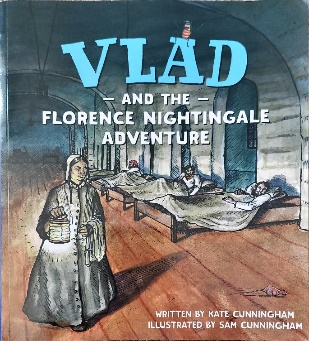 VLAD
AND THE
FLORENCE NIGHTINGALE
ADVENTURE
WRITTEN BY KATE CUNNINGHAM
ILLUSTRATED BY SAM CUNNINGHAM